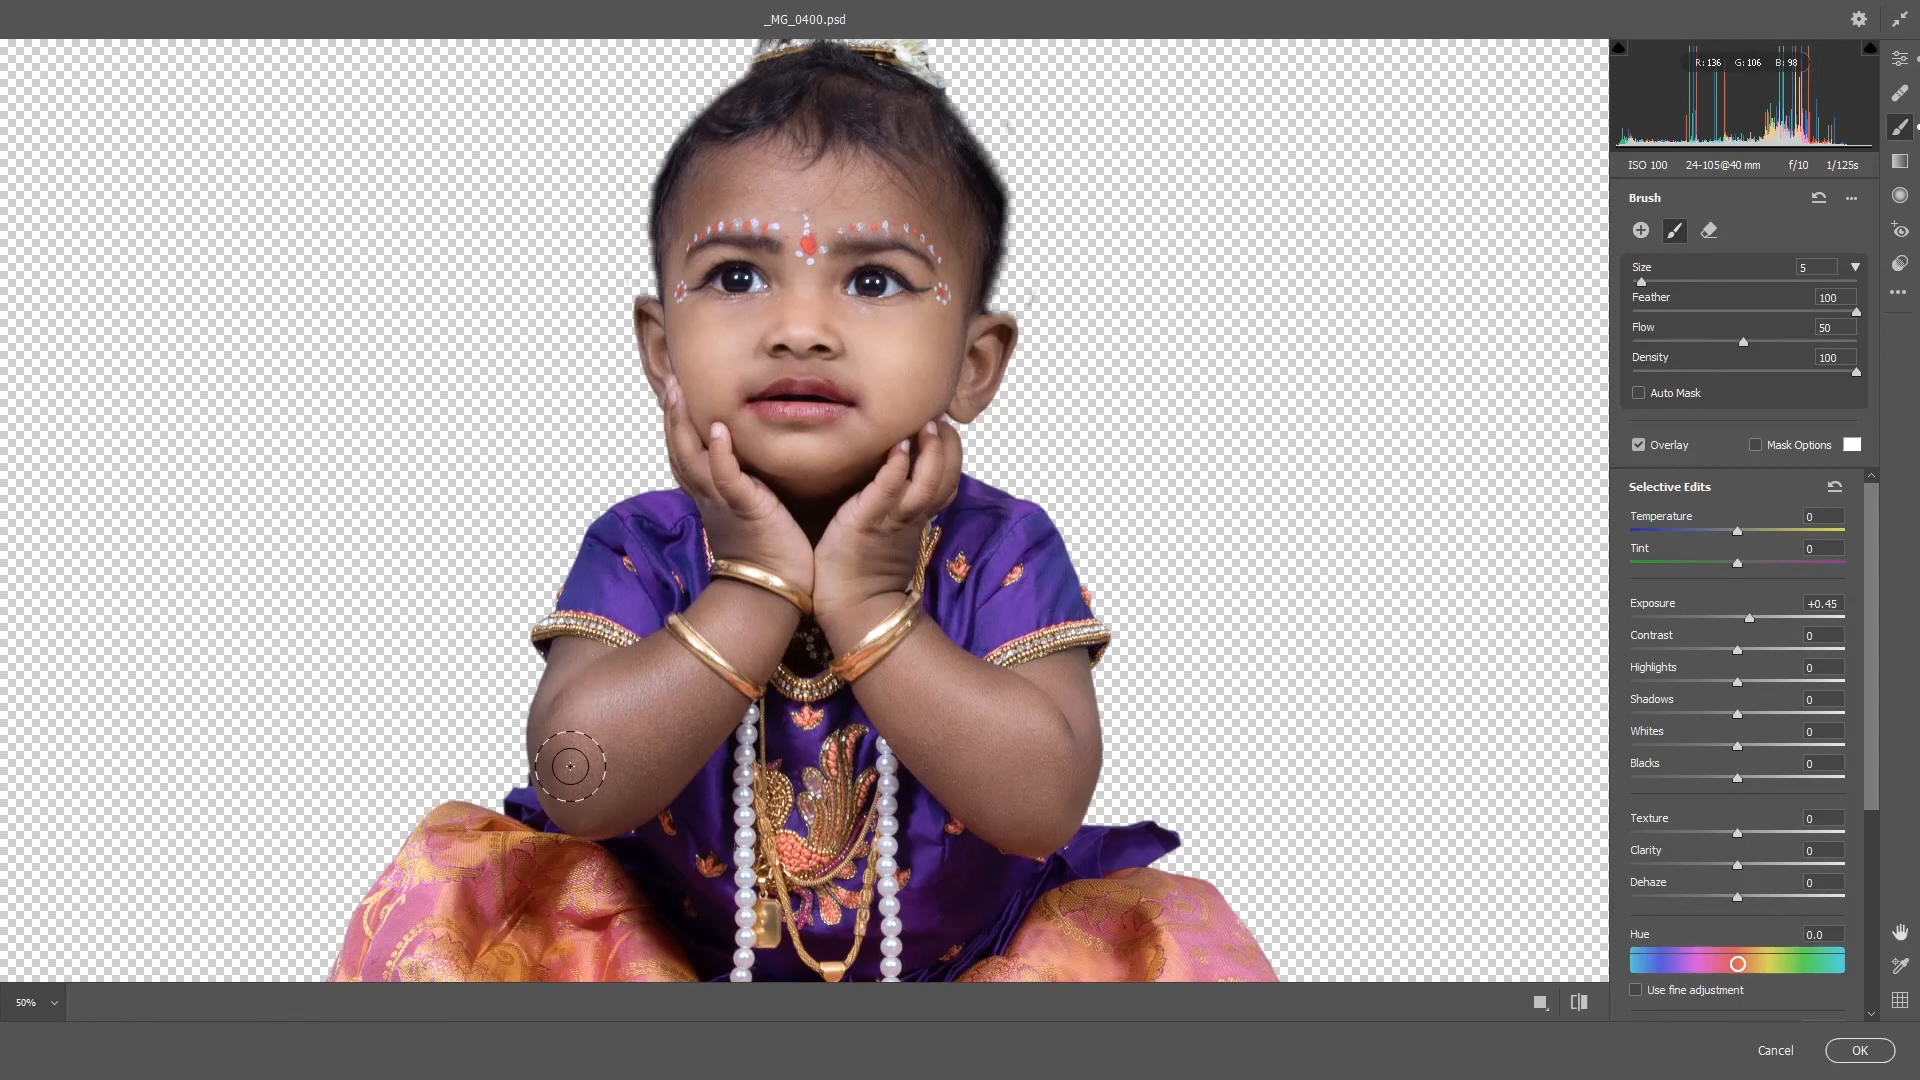 _MG_0400.psd
R: 136 G: 106 B: 98
ISO 100 24-105@40 mm f/10 1/125s
Brush
Size 5
Feather 100
Flow 50
Density 100
Auto Mask
Overlay Mask Options
Selective Edits
Temperature 0
Tint 0
Exposure +0.45
Contrast 0
Highlights 0
Shadows 0
Whites 0
Blacks 0
Texture 0
Clarity 0
Dehaze 0
Hue 0.0
Use fine adjustment
50%
Cancel OK